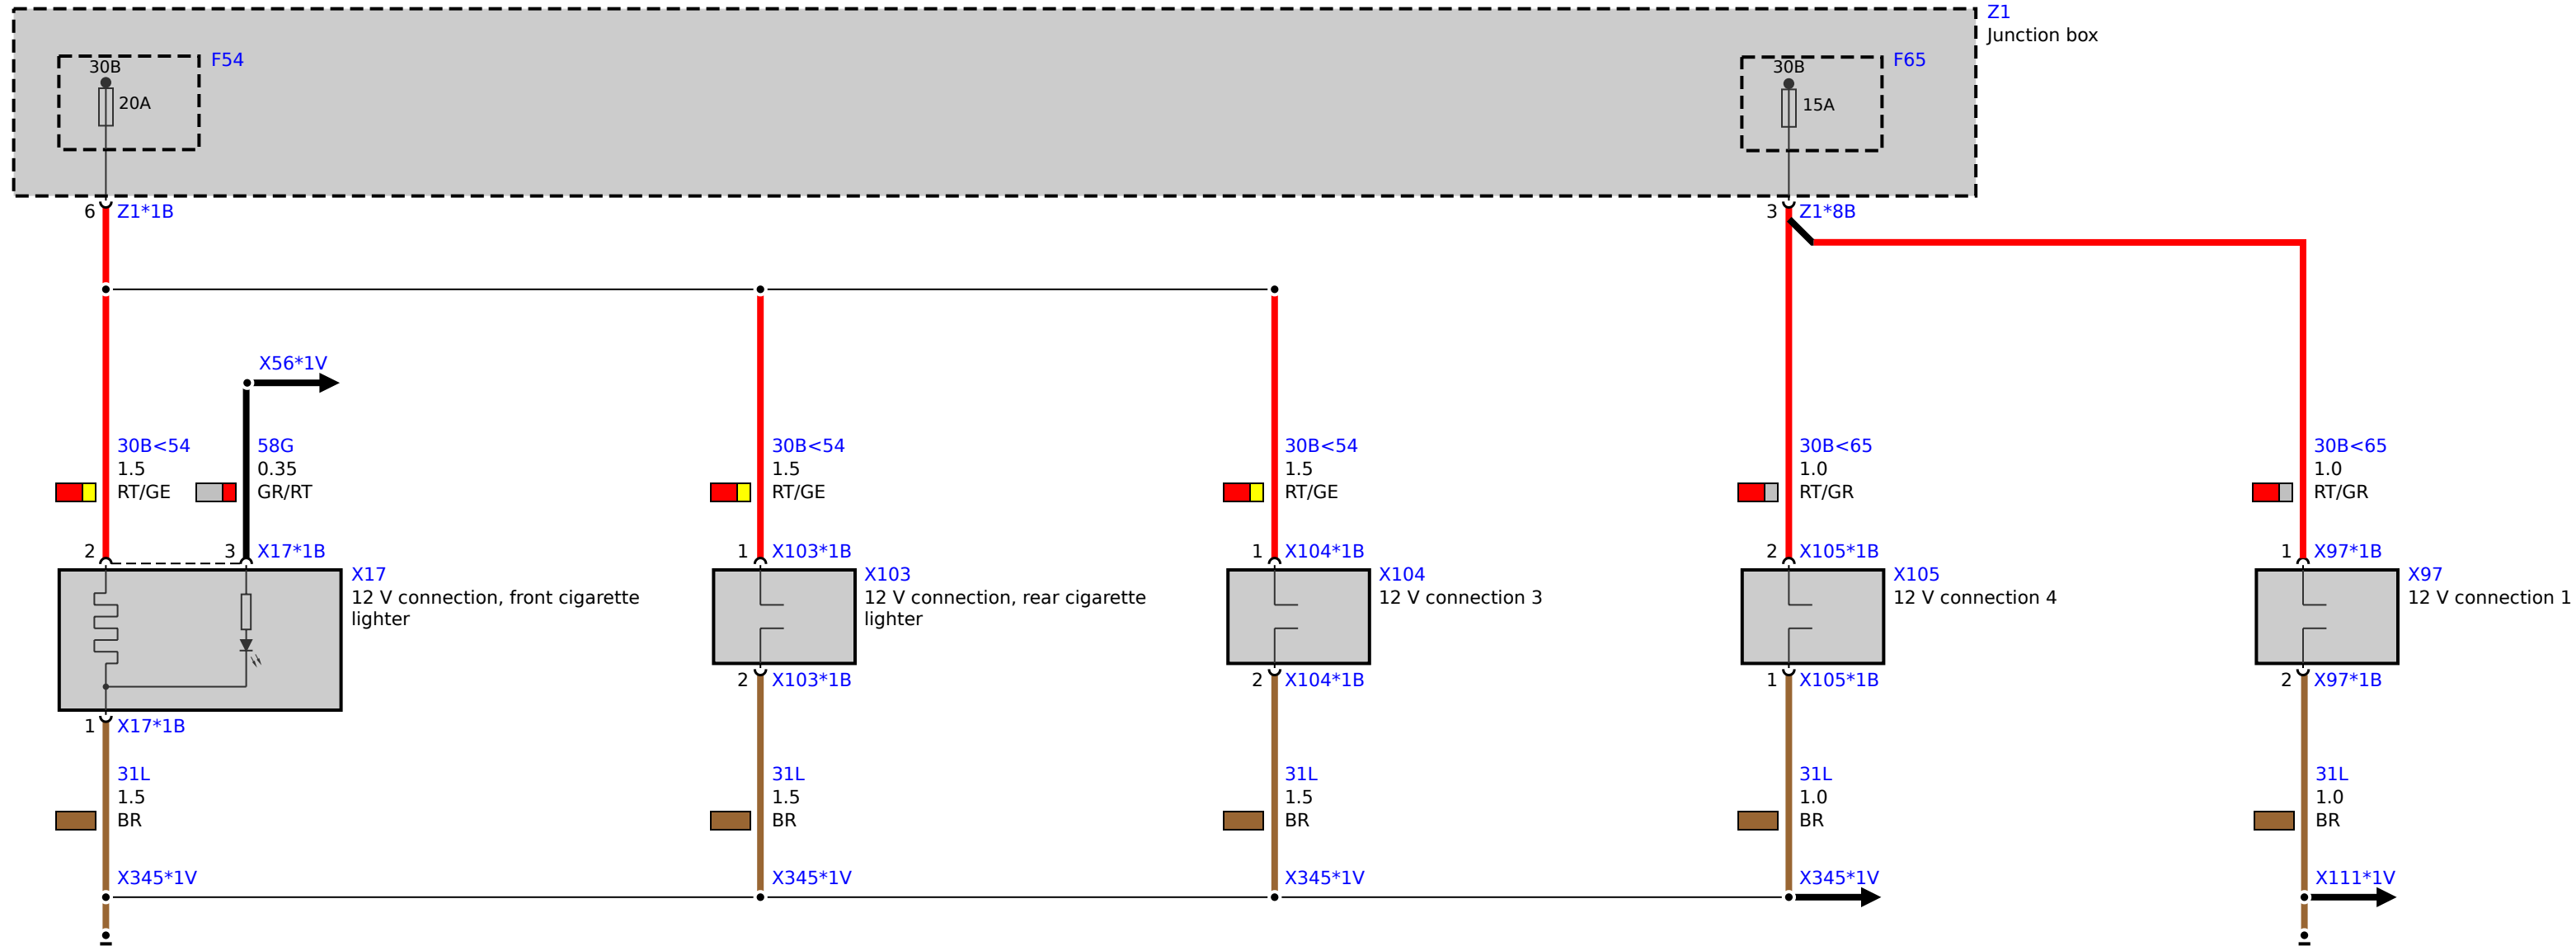 Z1
Junction box
30B
F54
20A
30B
F65
15A
6 Z1*1B
3 Z1*8B
X56*1V
30B<54
1.5
RT/GE
58G
0.35
GR/RT
30B<54
1.5
RT/GE
30B<54
1.5
RT/GE
30B<65
1.0
RT/GR
30B<65
1.0
RT/GR
2
3 X17*1B
1 X103*1B
1 X104*1B
2 X105*1B
1 X97*1B
X17
12 V connection, front cigarette
lighter
X103
12 V connection, rear cigarette
lighter
X104
12 V connection 3
X105
12 V connection 4
X97
12 V connection 1
1 X17*1B
2 X103*1B
2 X104*1B
1 X105*1B
2 X97*1B
31L
1.5
BR
31L
1.5
BR
31L
1.5
BR
31L
1.0
BR
31L
1.0
BR
X345*1V
X345*1V
X345*1V
X345*1V
X111*1V